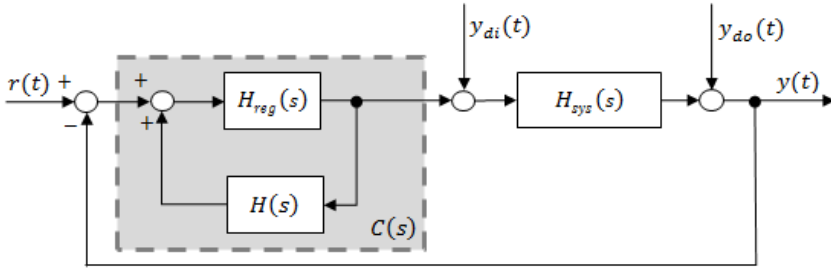 y_di(t)
y_do(t)
r(t)
+
−
+
+
H_reg(s)
H_sys(s)
y(t)
H(s)
C(s)